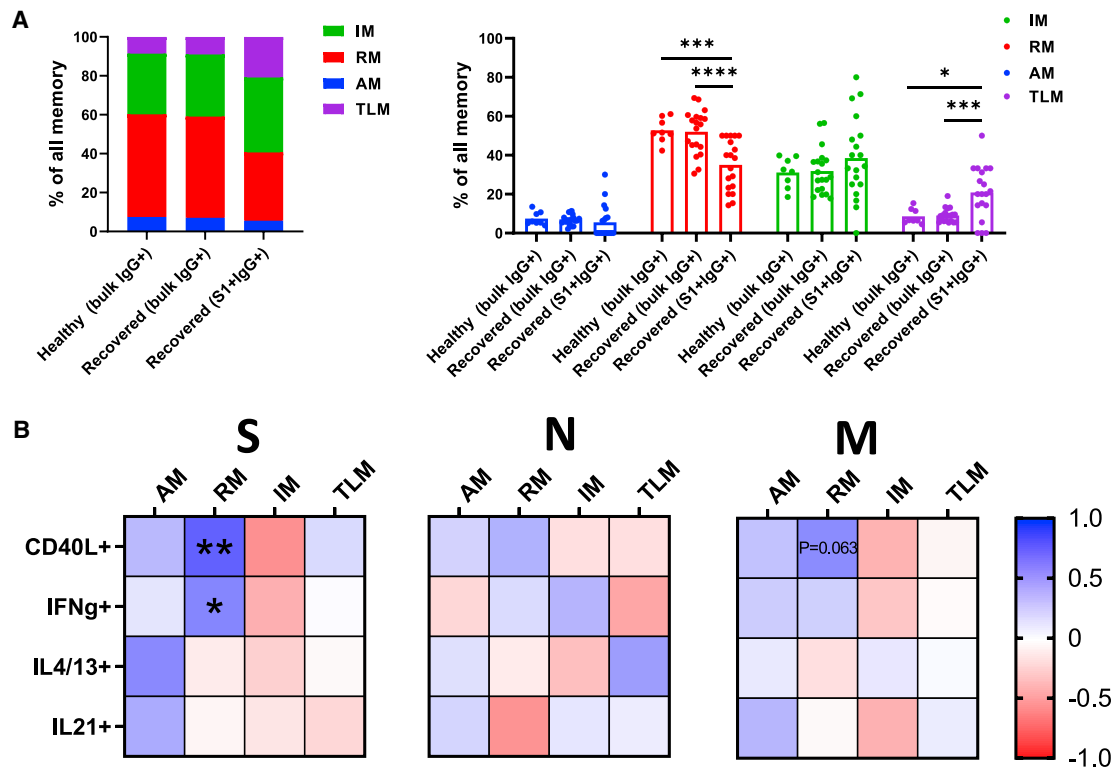 A
% of all memory
100
80
60
40
20
0
Healthy (bulk IgG+)
Recovered (bulk IgG+)
Recovered (S1+IgG+)
IM
RM
AM
TLM
% of all memory
100
80
60
40
20
0
***
****
*
***
Healthy (bulk IgG+)
Recovered (bulk IgG+)
Recovered (S1+IgG+)
Healthy (bulk IgG+)
Recovered (bulk IgG+)
Recovered (S1+IgG+)
Healthy (bulk IgG+)
Recovered (bulk IgG+)
Recovered (S1+IgG+)
Healthy (bulk IgG+)
Recovered (bulk IgG+)
Recovered (S1+IgG+)
IM
RM
AM
TLM
B
S
N
M
AM RM IM TLM
AM RM IM TLM
AM RM IM TLM
CD40L+
**
P=0.063
IFNg+
*
IL4/13+
IL21+
1.0
0.5
0
-0.5
-1.0